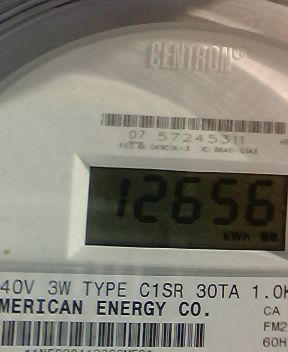 CENTRON®
07 57245311
12656
kWh
40V 3W TYPE C1SR 30TA 1.0K
MERICAN ENERGY CO.
CA
FM2
60H